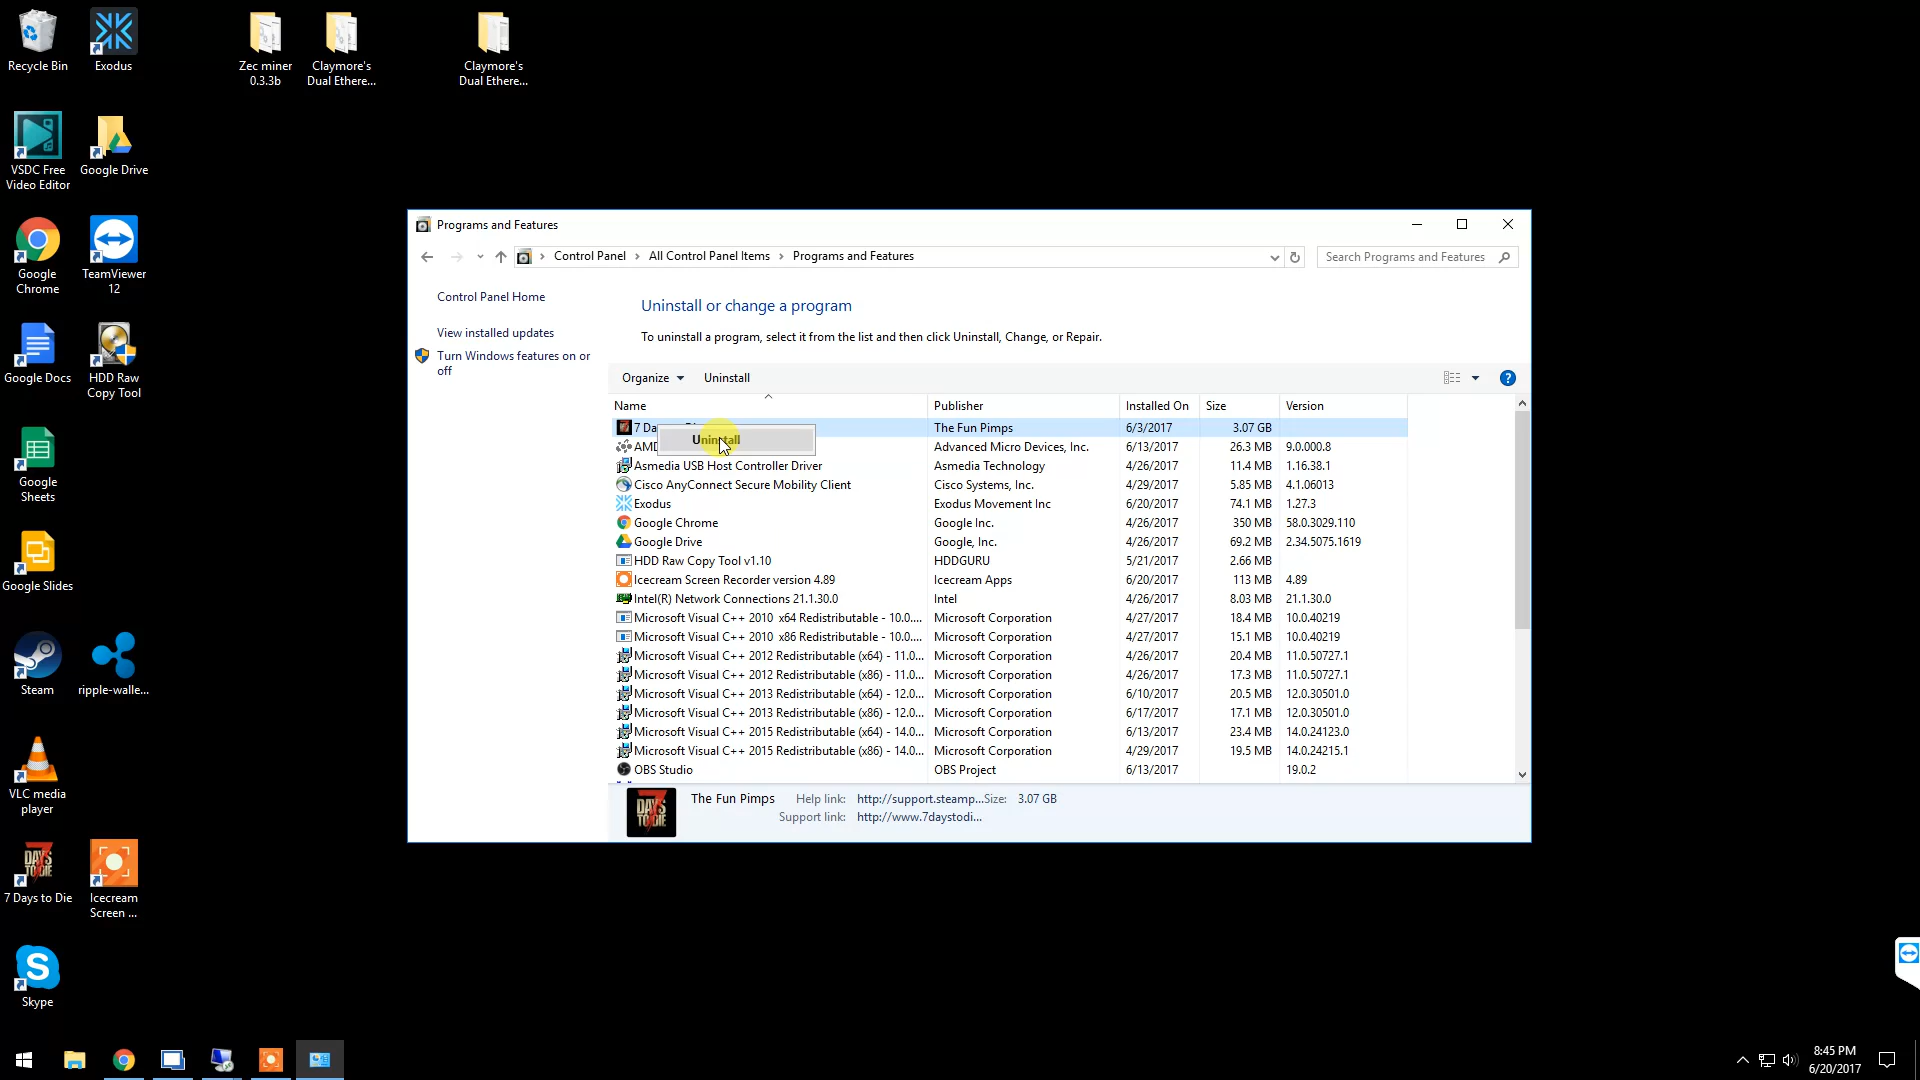 Recycle Bin
Exodus
Zec miner
0.3.3b
Claymore's
Dual Ethere...
Claymore's
Dual Ethere...
VSDC Free
Video Editor
Google Drive
Google
Chrome
TeamViewer
12
Google Docs
HDD Raw
Copy Tool
Google
Sheets
Google Slides
Steam
ripple-walle...
VLC media
player
7 Days to Die
Icecream
Screen ...
Skype
Programs and Features
Control Panel > All Control Panel Items > Programs and Features
Search Programs and Features
Control Panel Home
View installed updates
Turn Windows features on or
off
Uninstall or change a program
To uninstall a program, select it from the list and then click Uninstall, Change, or Repair.
Organize Uninstall
Name Publisher Installed On Size Version
7 Da The Fun Pimps 6/3/2017 3.07 GB
Uninstall
AMD Advanced Micro Devices, Inc. 6/13/2017 26.3 MB 9.0.000.8
Asmedia USB Host Controller Driver Asmedia Technology 4/26/2017 11.4 MB 1.16.38.1
Cisco AnyConnect Secure Mobility Client Cisco Systems, Inc. 4/29/2017 5.85 MB 4.1.06013
Exodus Exodus Movement Inc 6/20/2017 74.1 MB 1.27.3
Google Chrome Google Inc. 4/26/2017 350 MB 58.0.3029.110
Google Drive Google, Inc. 4/26/2017 69.2 MB 2.34.5075.1619
HDD Raw Copy Tool v1.10 HDDGURU 5/21/2017 2.66 MB
Icecream Screen Recorder version 4.89 Icecream Apps 6/20/2017 113 MB 4.89
Intel(R) Network Connections 21.1.30.0 Intel 4/26/2017 8.03 MB 21.1.30.0
Microsoft Visual C++ 2010 x64 Redistributable - 10.0.... Microsoft Corporation 4/27/2017 18.4 MB 10.0.40219
Microsoft Visual C++ 2010 x86 Redistributable - 10.0.... Microsoft Corporation 4/27/2017 15.1 MB 10.0.40219
Microsoft Visual C++ 2012 Redistributable (x64) - 11.0... Microsoft Corporation 4/26/2017 20.4 MB 11.0.50727.1
Microsoft Visual C++ 2012 Redistributable (x86) - 11.0... Microsoft Corporation 4/26/2017 17.3 MB 11.0.50727.1
Microsoft Visual C++ 2013 Redistributable (x64) - 12.0... Microsoft Corporation 6/10/2017 20.5 MB 12.0.30501.0
Microsoft Visual C++ 2013 Redistributable (x86) - 12.0... Microsoft Corporation 6/17/2017 17.1 MB 12.0.30501.0
Microsoft Visual C++ 2015 Redistributable (x64) - 14.0... Microsoft Corporation 6/13/2017 23.4 MB 14.0.24123.0
Microsoft Visual C++ 2015 Redistributable (x86) - 14.0... Microsoft Corporation 4/29/2017 19.5 MB 14.0.24215.1
OBS Studio OBS Project 6/13/2017 19.0.2
7 DAYS TO DIE
The Fun Pimps Help link: http://support.steamp... Size: 3.07 GB
Support link: http://www.7daystodi...
8:45 PM
6/20/2017